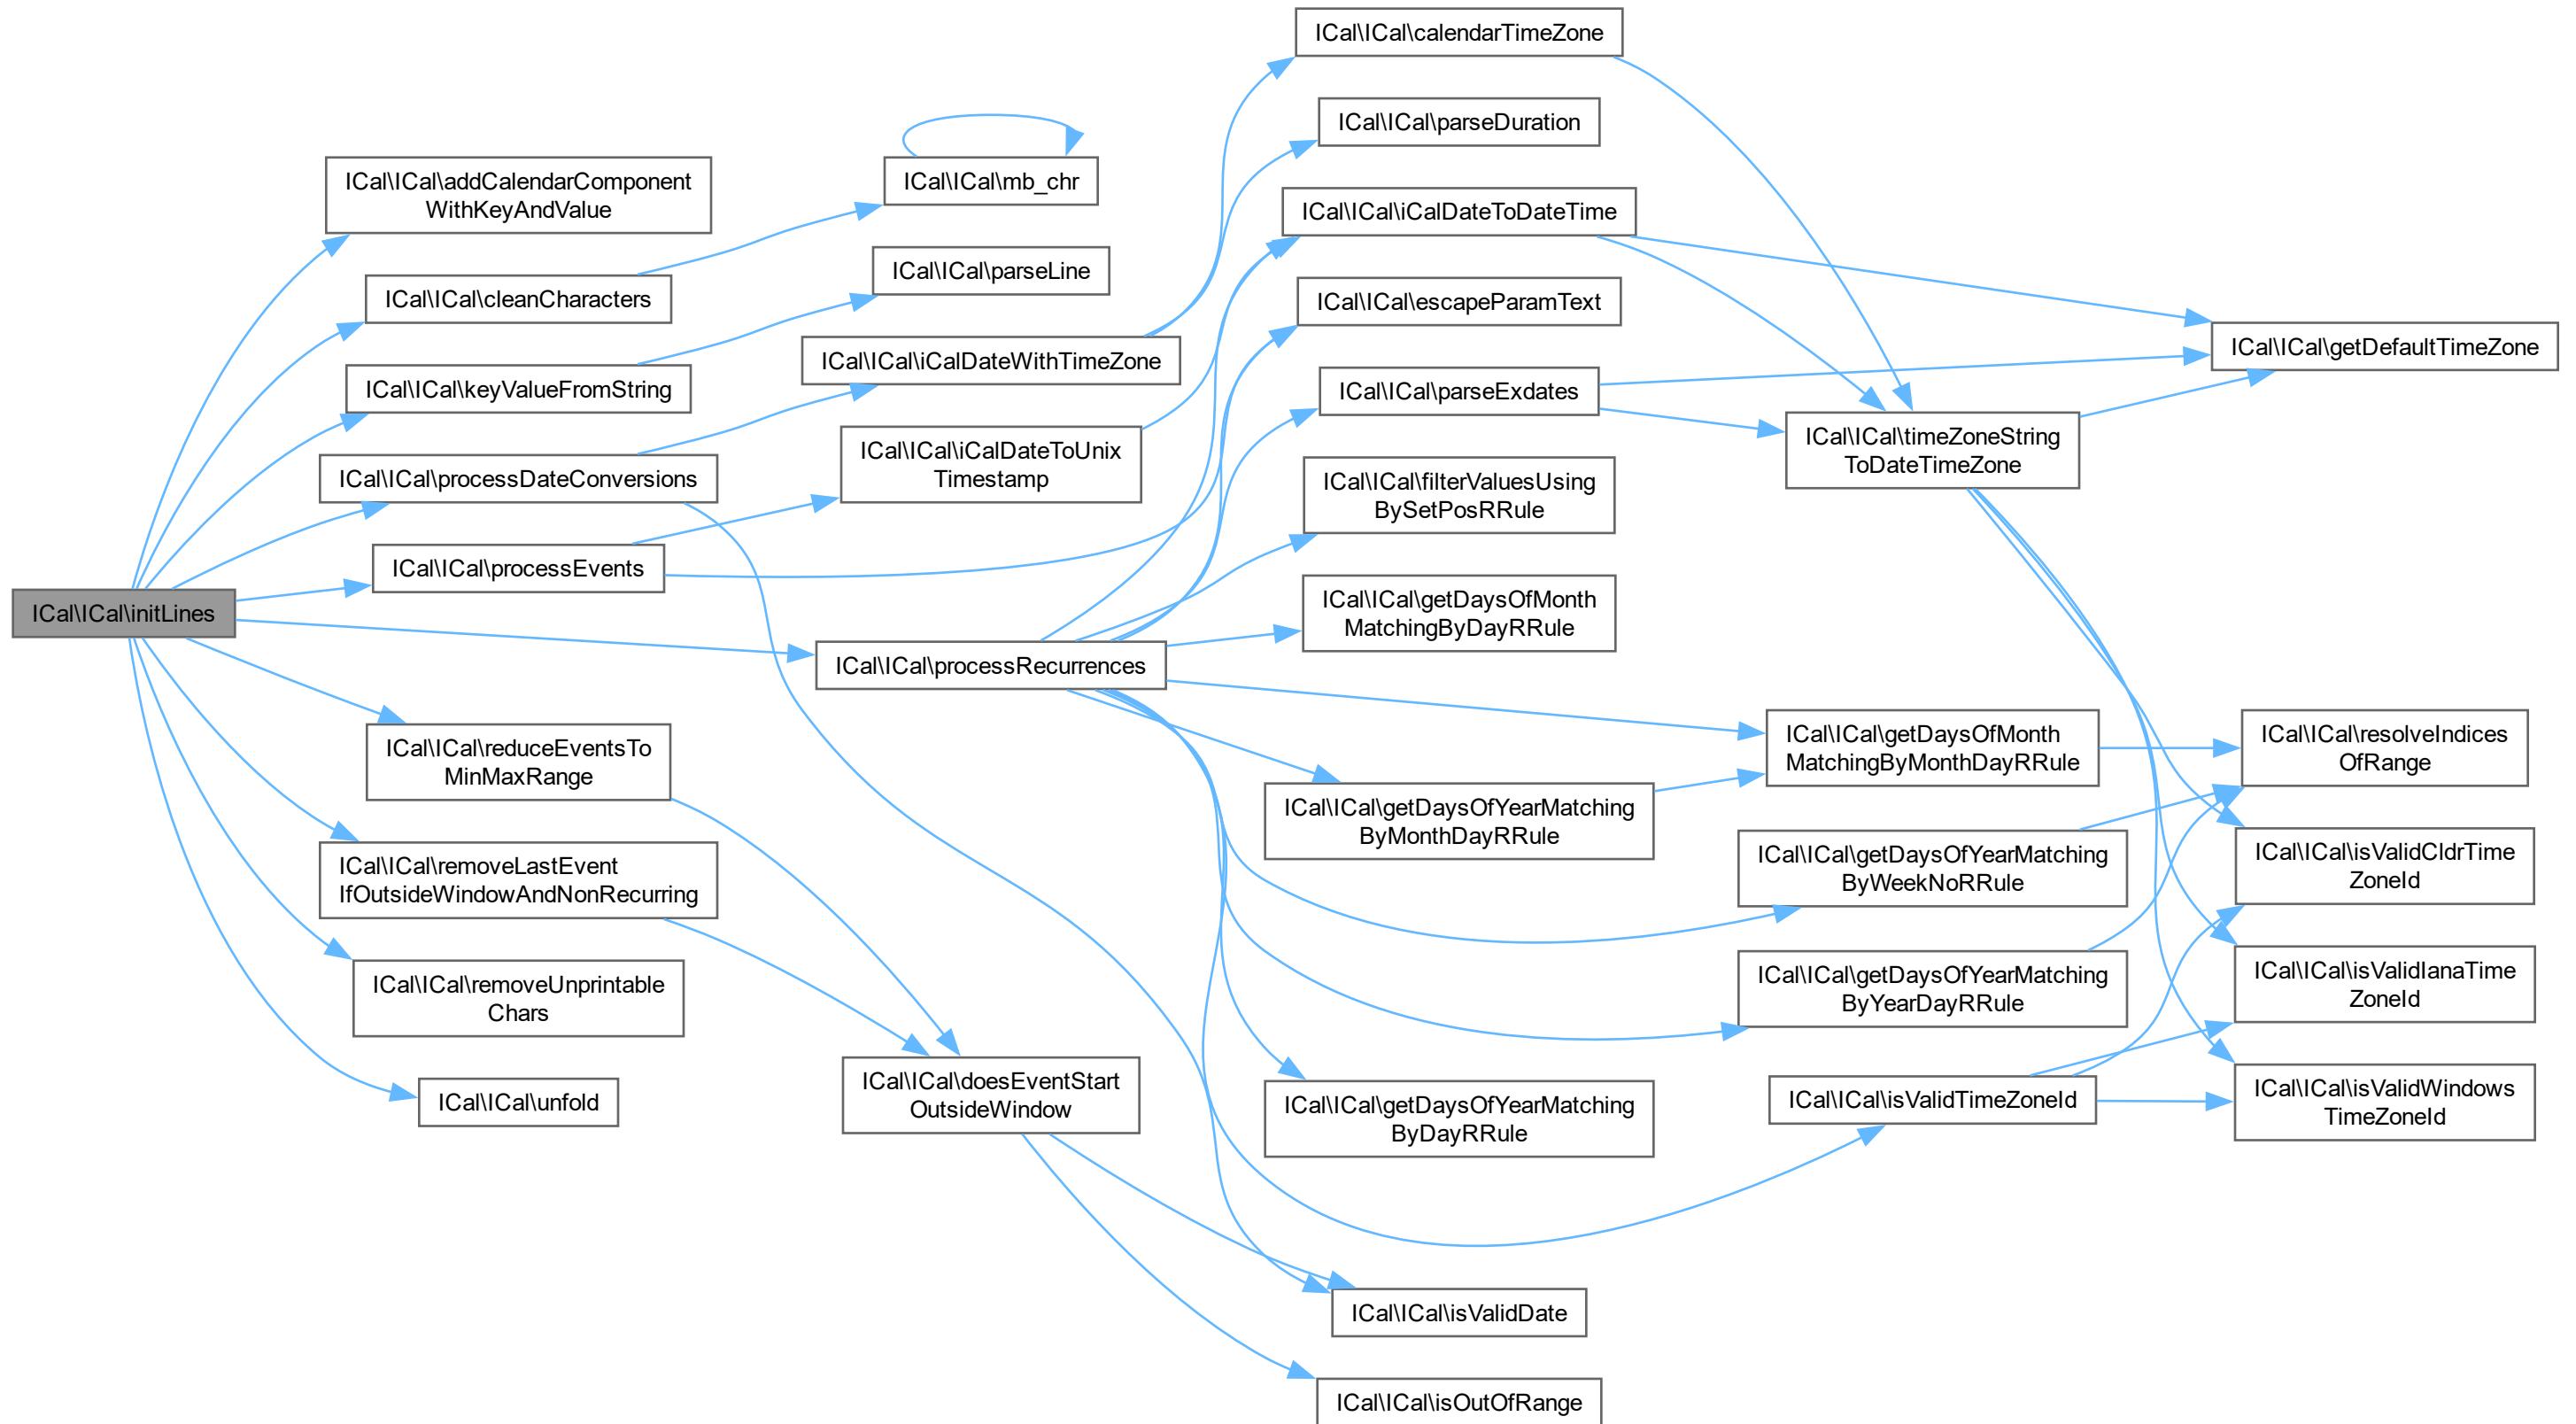 ICal\ICal\initLines
ICal\ICal\addCalendarComponent
WithKeyAndValue
ICal\ICal\cleanCharacters
ICal\ICal\keyValueFromString
ICal\ICal\processDateConversions
ICal\ICal\processEvents
ICal\ICal\reduceEventsTo
MinMaxRange
ICal\ICal\removeLastEvent
IfOutsideWindowAndNonRecurring
ICal\ICal\removeUnprintable
Chars
ICal\ICal\unfold
ICal\ICal\mb_chr
ICal\ICal\parseLine
ICal\ICal\iCalDateWithTimeZone
ICal\ICal\iCalDateToUnix
Timestamp
ICal\ICal\processRecurrences
ICal\ICal\doesEventStart
OutsideWindow
ICal\ICal\calendarTimeZone
ICal\ICal\parseDuration
ICal\ICal\iCalDateToDateTime
ICal\ICal\escapeParamText
ICal\ICal\parseExdates
ICal\ICal\filterValuesUsing
BySetPosRRule
ICal\ICal\getDaysOfMonth
MatchingByDayRRule
ICal\ICal\getDaysOfYearMatching
ByMonthDayRRule
ICal\ICal\getDaysOfYearMatching
ByDayRRule
ICal\ICal\isValidDate
ICal\ICal\isOutOfRange
ICal\ICal\timeZoneString
ToDateTimeZone
ICal\ICal\getDaysOfMonth
MatchingByMonthDayRRule
ICal\ICal\getDaysOfYearMatching
ByWeekNoRRule
ICal\ICal\getDaysOfYearMatching
ByYearDayRRule
ICal\ICal\isValidTimeZoneId
ICal\ICal\getDefaultTimeZone
ICal\ICal\resolveIndices
OfRange
ICal\ICal\isValidCldrTime
ZoneId
ICal\ICal\isValidIanaTime
ZoneId
ICal\ICal\isValidWindows
TimeZoneId